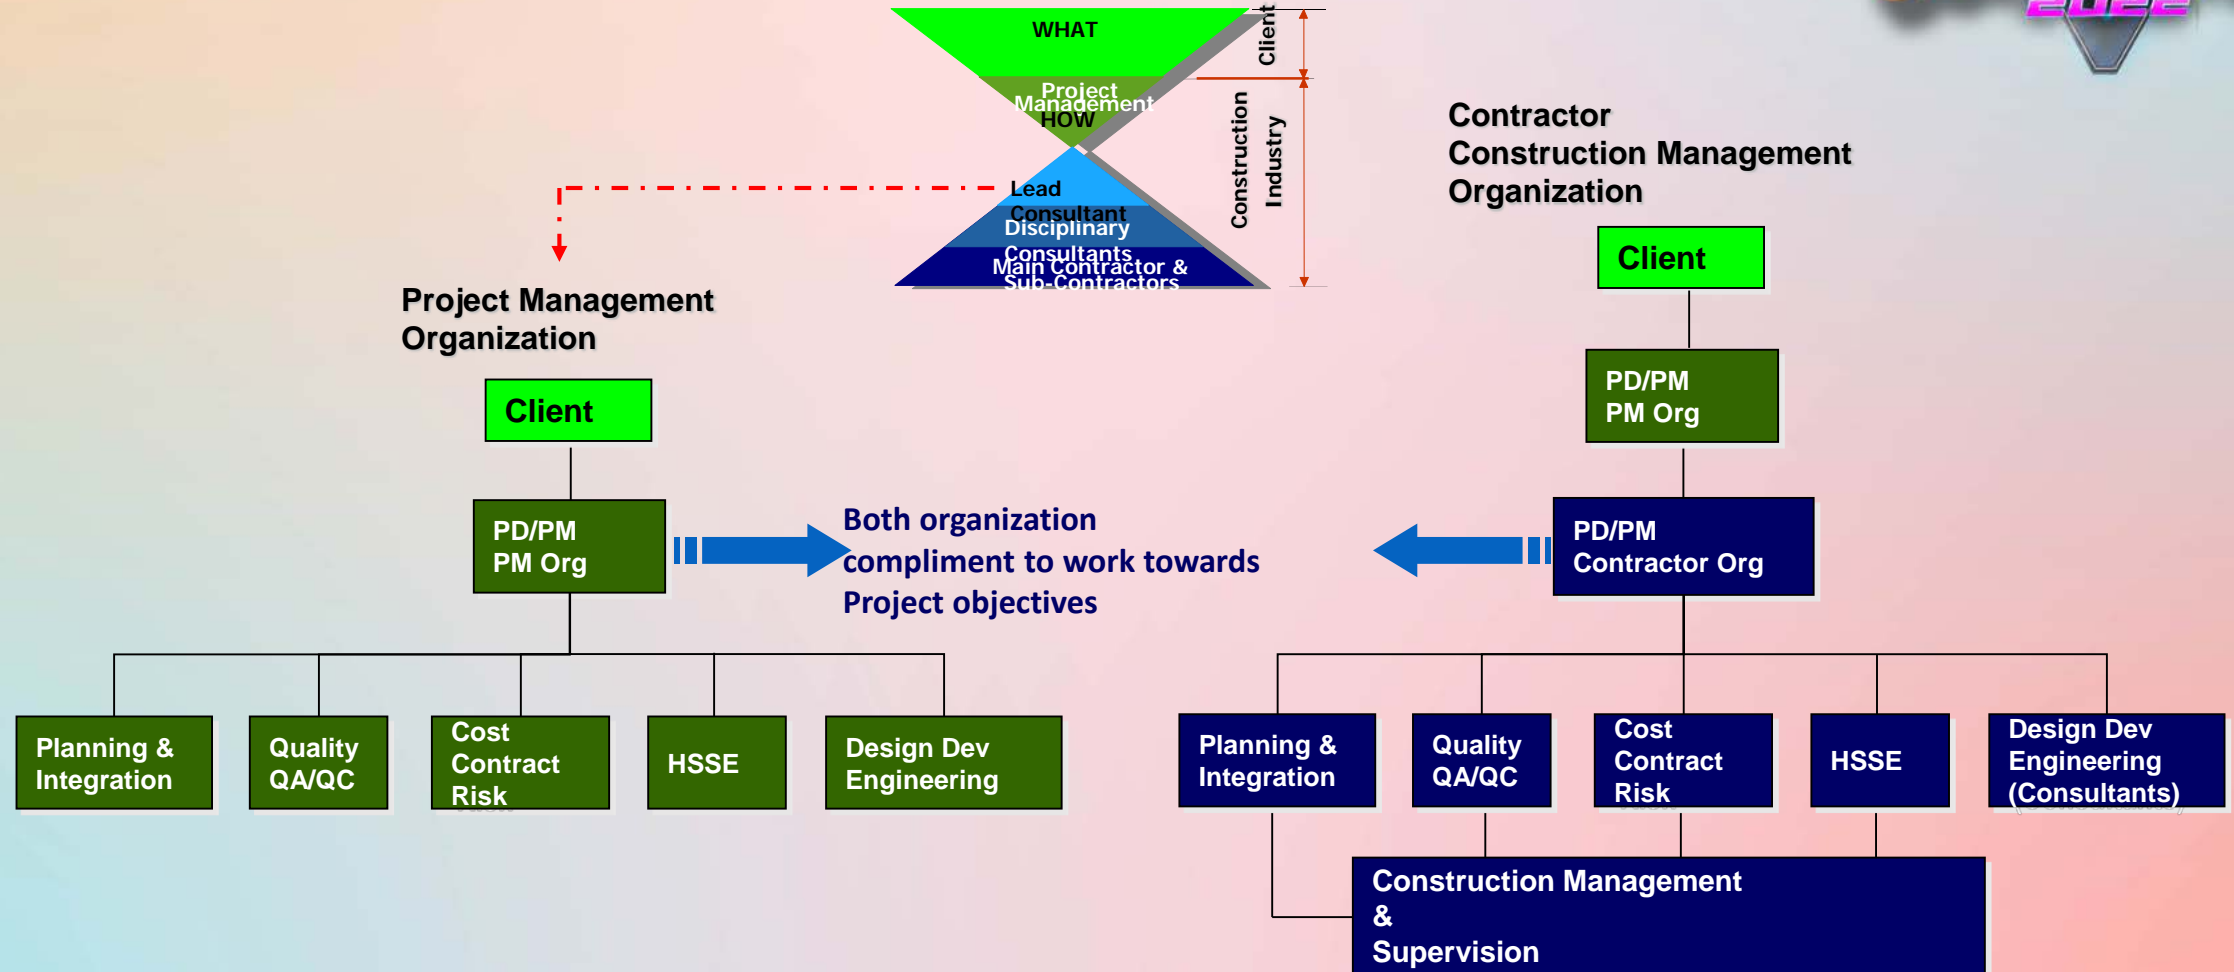 2022
WHAT
Project
Management
HOW
Lead
Consultant
Disciplinary
Consultants
Main Contractor &
Sub-Contractors
Client
Construction
Industry
Project Management
Organization
Client
PD/PM
PM Org
Planning &
Integration
Quality
QA/QC
Cost
Contract
Risk
HSSE
Design Dev
Engineering
Both organization
compliment to work towards
Project objectives
Contractor
Construction Management
Organization
Client
PD/PM
PM Org
PD/PM
Contractor Org
Planning &
Integration
Quality
QA/QC
Cost
Contract
Risk
HSSE
Design Dev
Engineering
(Consultants)
Construction Management
&
Supervision